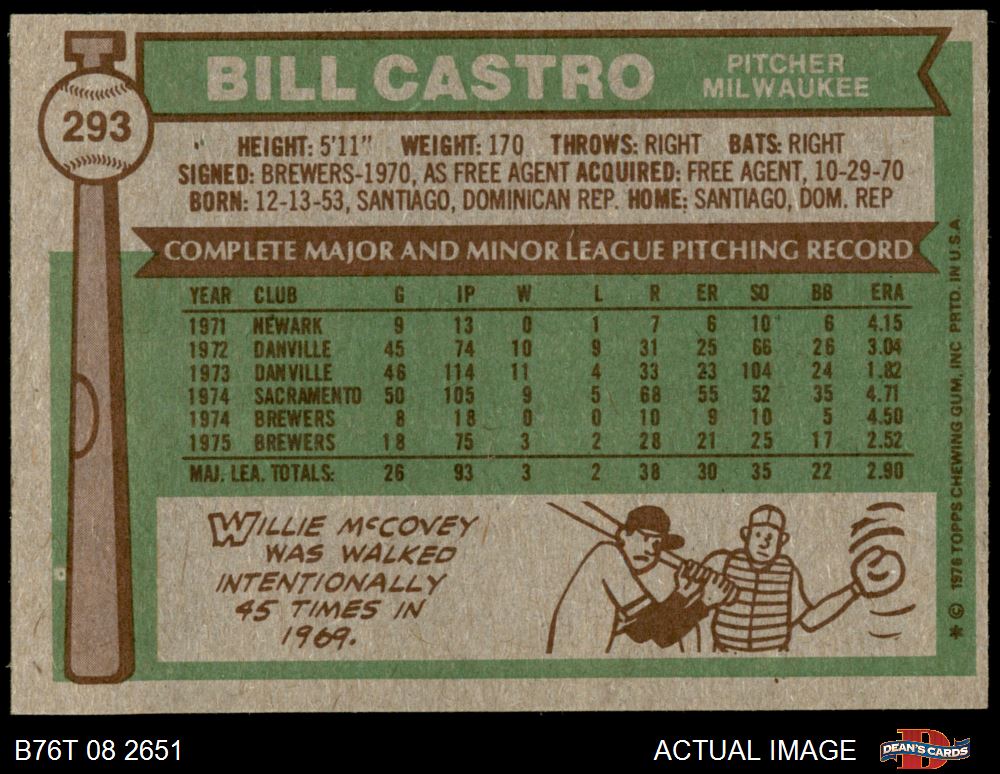 BILL CASTRO
PITCHER
MILWAUKEE
293
HEIGHT: 5'11" WEIGHT: 170 THROWS: RIGHT BATS: RIGHT
SIGNED: BREWERS-1970, AS FREE AGENT ACQUIRED: FREE AGENT, 10-29-70
BORN: 12-13-53, SANTIAGO, DOMINICAN REP. HOME: SANTIAGO, DOM. REP
COMPLETE MAJOR AND MINOR LEAGUE PITCHING RECORD
YEAR CLUB G IP W L R ER SO BB ERA
1971 NEWARK 9 13 0 1 7 6 10 6 4.15
1972 DANVILLE 45 74 10 9 31 25 66 26 3.04
1973 DANVILLE 46 114 11 4 33 23 104 24 1.82
1974 SACRAMENTO 50 105 9 5 68 55 52 35 4.71
1974 BREWERS 8 18 0 0 10 9 10 5 4.50
1975 BREWERS 18 75 3 2 28 21 25 17 2.52
MAJ. LEA. TOTALS: 26 93 3 2 38 30 35 22 2.90
WILLIE McCOVEY
WAS WALKED
INTENTIONALLY
45 TIMES IN
1969.
* © 1976 TOPPS CHEWING GUM, INC PRTD. IN U.S.A
B76T 08 2651
ACTUAL IMAGE
DEAN'S CARDS